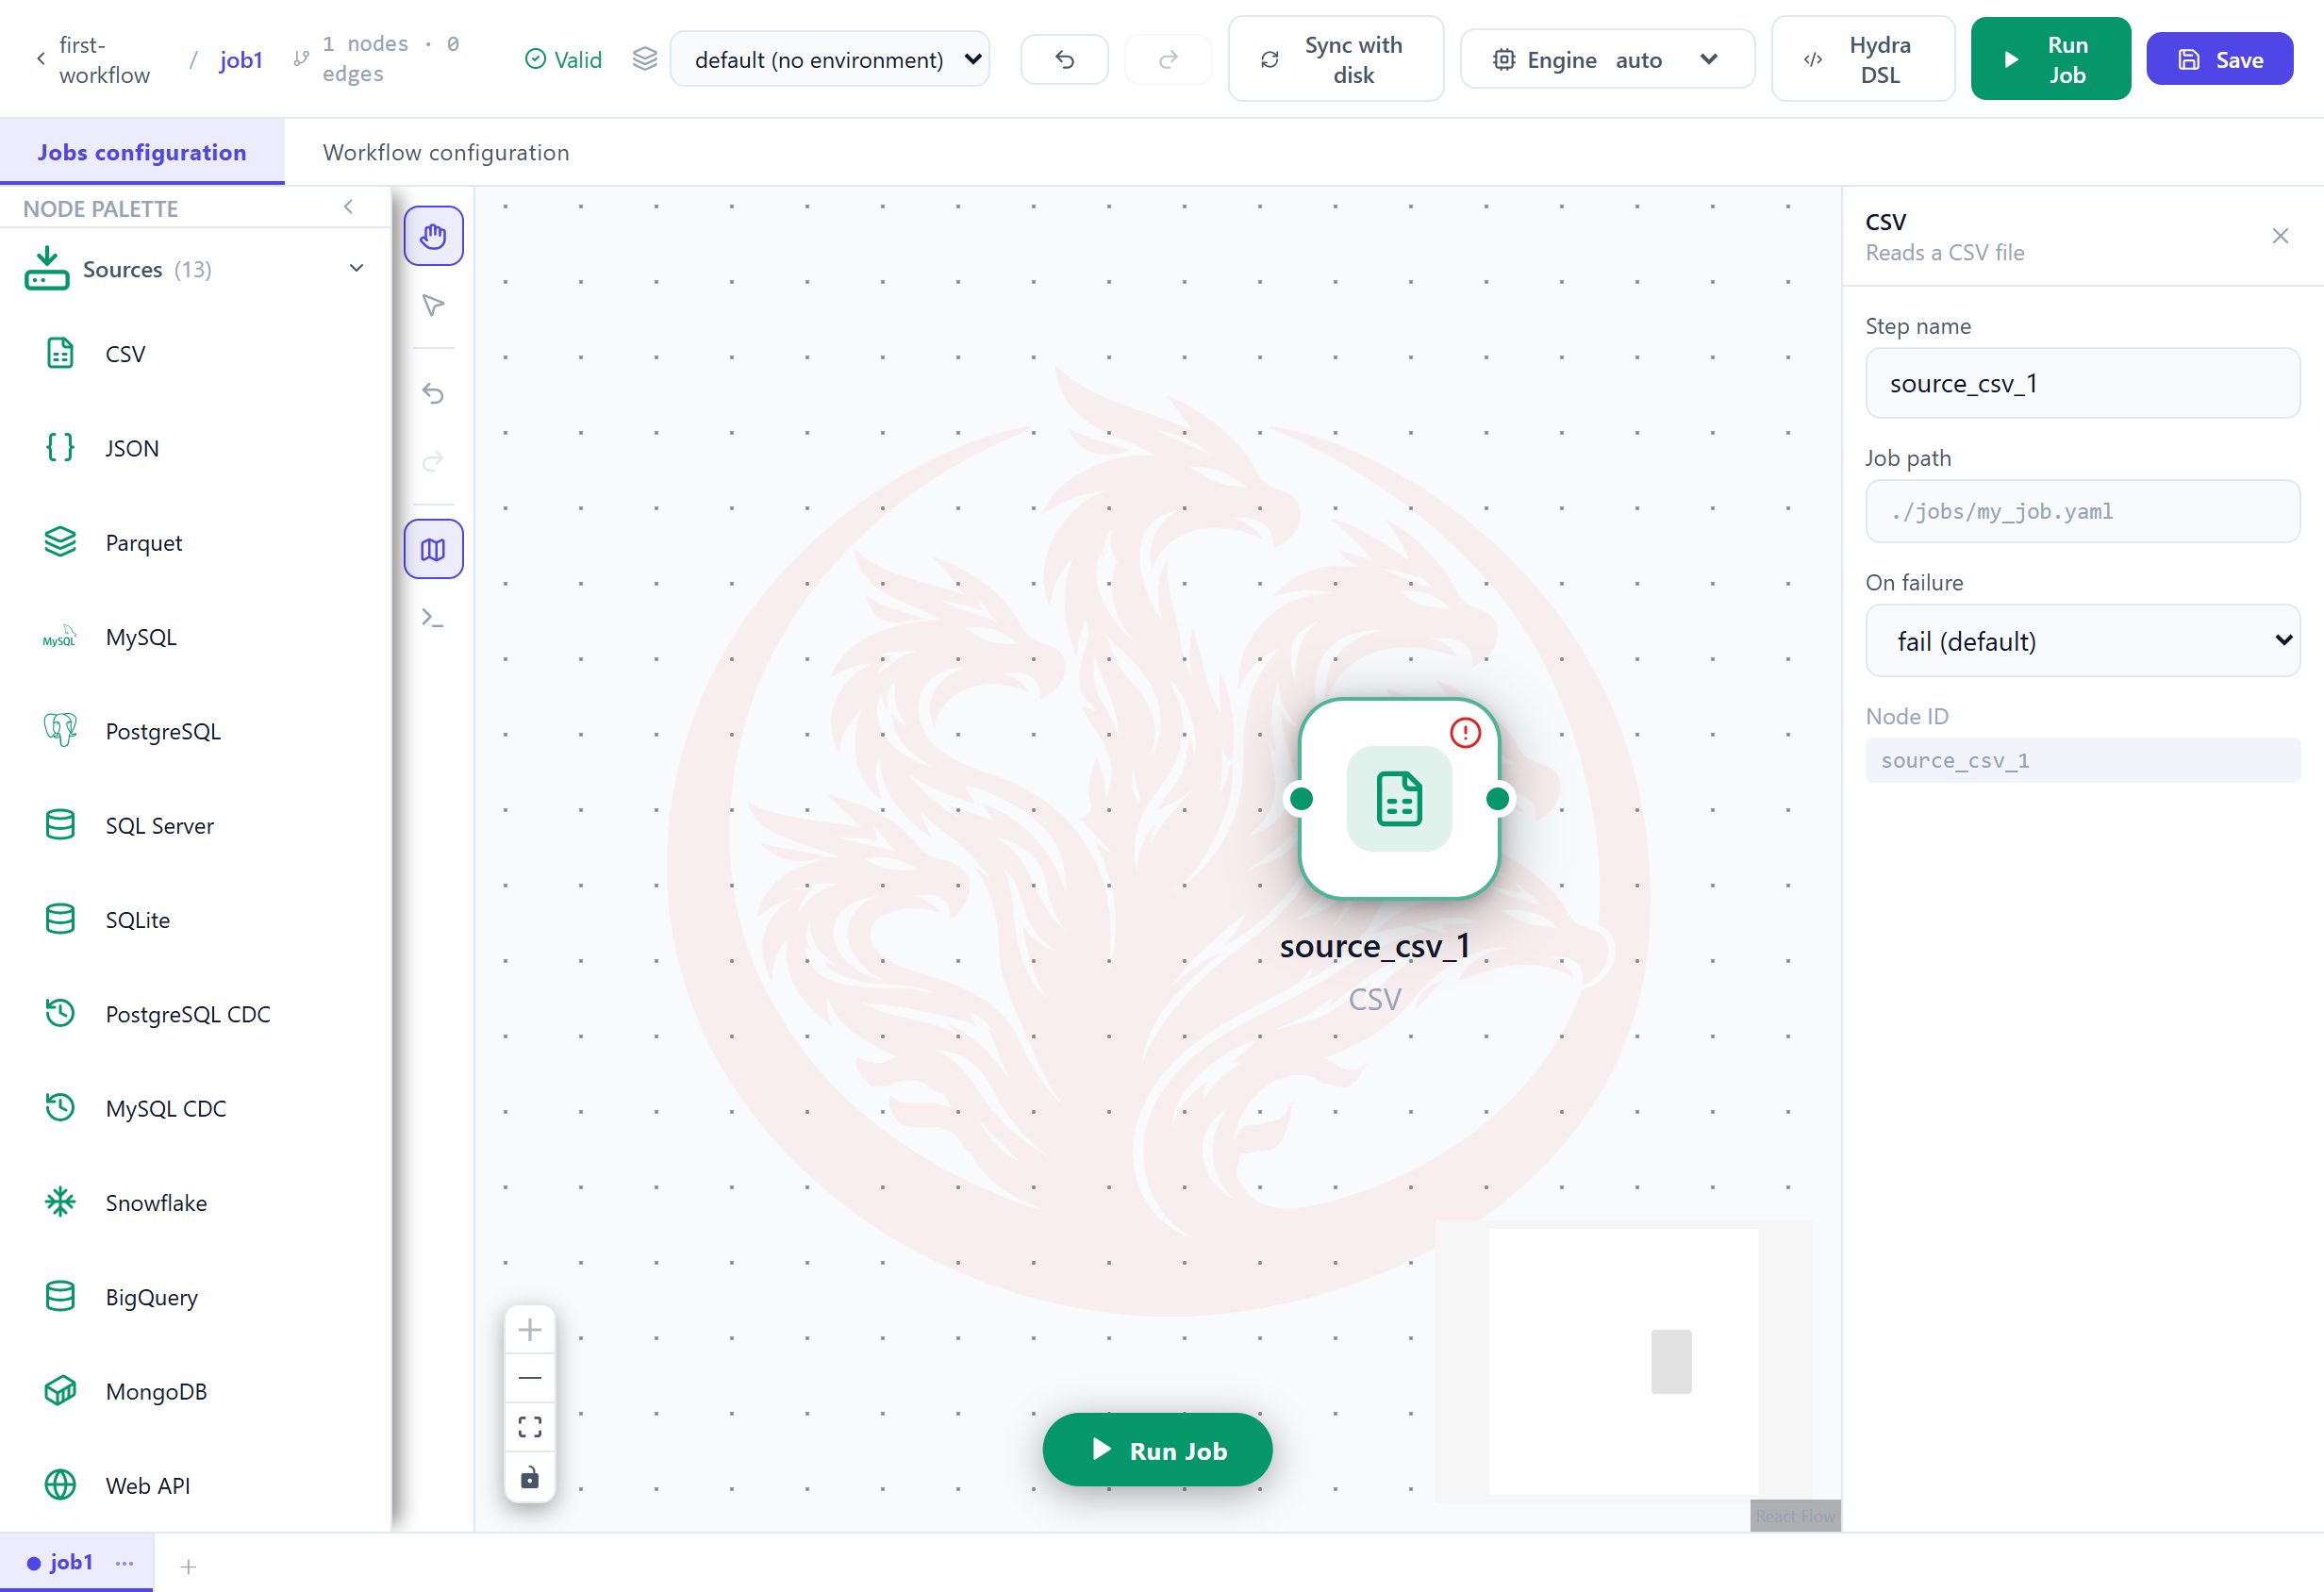 first-
workflow
/
job1
1 nodes · 0
edges
Valid
default (no environment)
Sync with
disk
Engine auto
Hydra
DSL
Run
Job
Save
Jobs configuration
Workflow configuration
NODE PALETTE
Sources (13)
CSV
JSON
Parquet
MySQL
MySQL
PostgreSQL
SQL Server
SQLite
PostgreSQL CDC
MySQL CDC
Snowflake
BigQuery
MongoDB
Web API
source_csv_1
CSV
Run Job
React Flow
CSV
Reads a CSV file
Step name
source_csv_1
Job path
./jobs/my_job.yaml
On failure
fail (default)
Node ID
source_csv_1
job1 ···
+